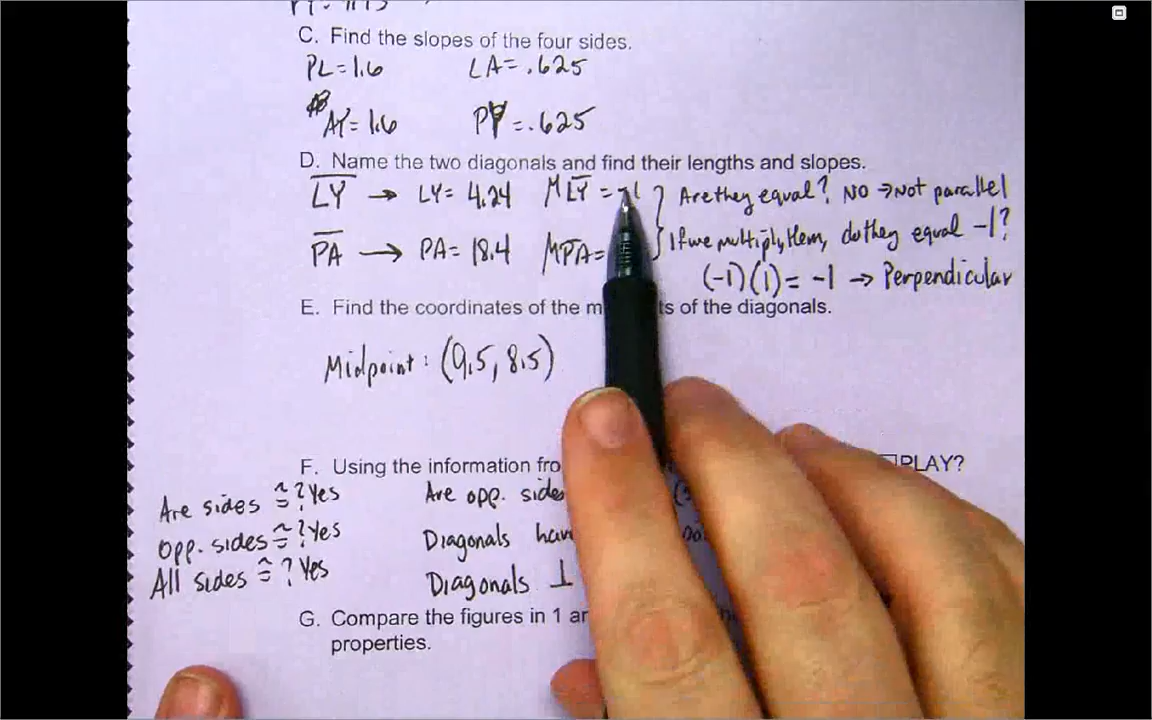 C. Find the slopes of the four sides.
PL = 1.6 LA = .625
AY = 1.6 PY = .625
D. Name the two diagonals and find their lengths and slopes.
LY → LY = 4.24 MLY = -1 Are they equal? NO → Not parallel
PA → PA = 18.4 MPA = If we multiply them, do they equal -1?
(-1)(1) = -1 → Perpendicular
E. Find the coordinates of the m ts of the diagonals.
Midpoint: (9.5, 8.5)
F. Using the information fro PLAY?
Are sides ≅? Yes Are opp. sides
Opp. sides ≅? Yes Diagonals hav
All sides ≅? Yes Diagonals ⊥
G. Compare the figures in 1 an
properties.